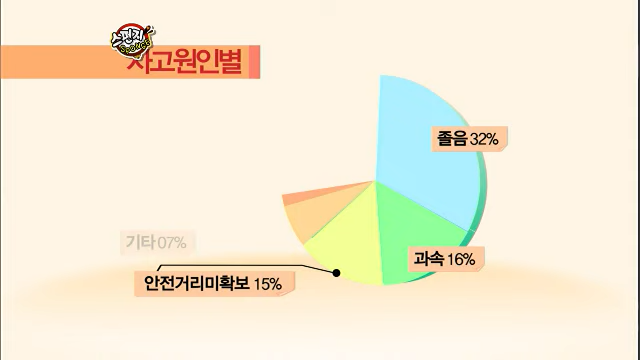 스펀지
SPONGE
사고원인별
졸음 32%
과속 16%
기타 07%
안전거리미확보 15%